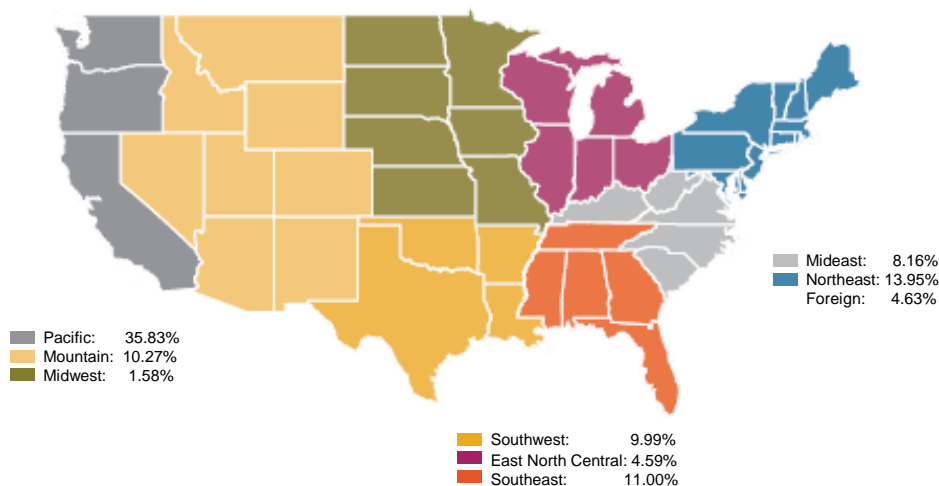 Mideast: 8.16%
Northeast: 13.95%
Foreign: 4.63%
Pacific: 35.83%
Mountain: 10.27%
Midwest: 1.58%
Southwest: 9.99%
East North Central: 4.59%
Southeast: 11.00%